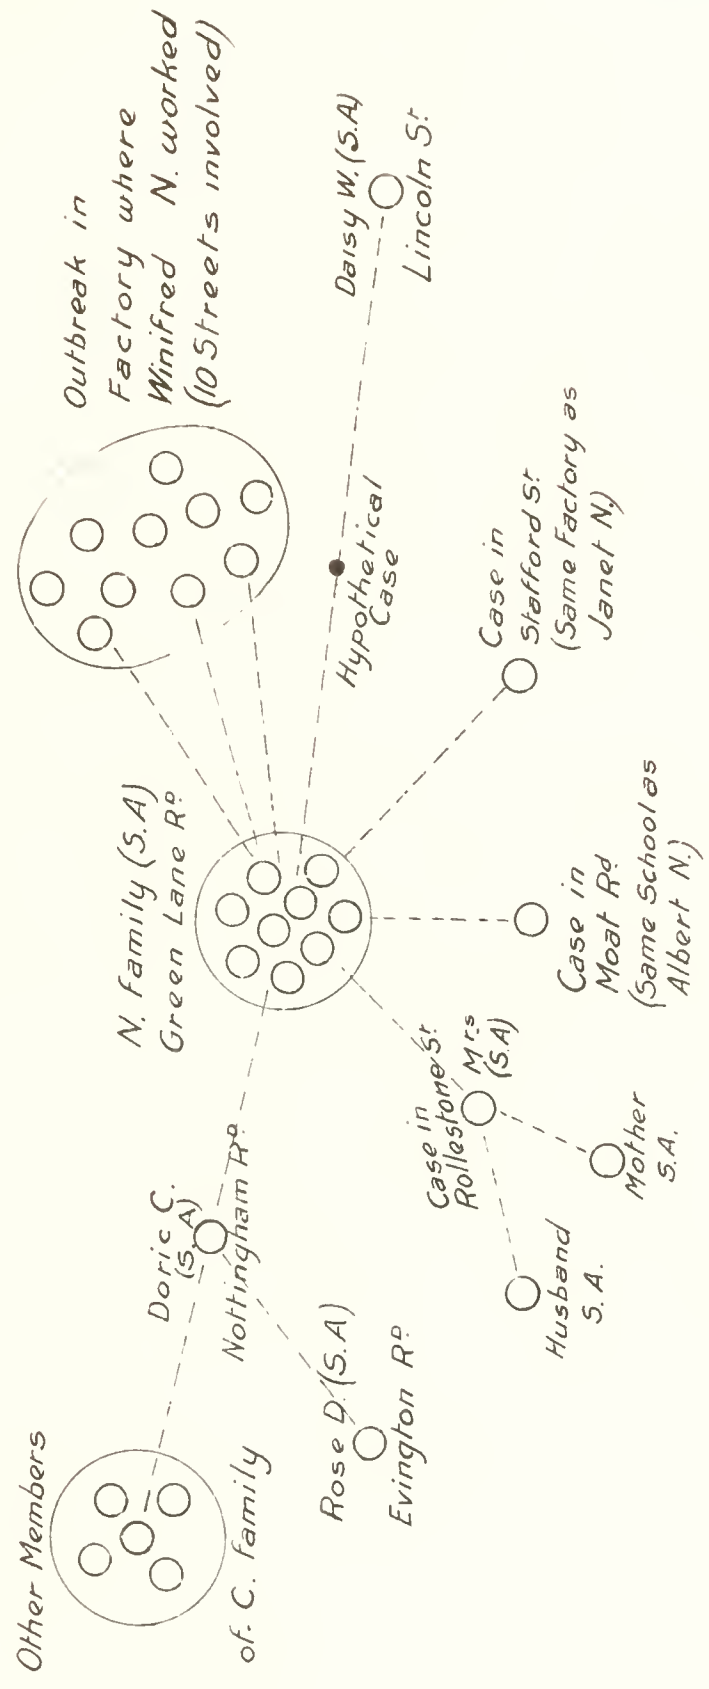 Other Members
of. C. family
Doric C.
(S. A)
Nottingham Rᴰ.
Rose D. (S.A)
Evington Rᴰ
N. Family (S.A)
Green Lane Rᴰ.
Case in
Rollestone St.
Mrs
(S.A)
Husband
S. A.
Mother
S.A.
Case in
Moat Rd
(Same School as
Albert N.)
Case in
Stafford St.
(Same Factory as
Janet N.)
Hypothetical
Case
Daisy W. (S.A)
Lincoln St.
Outbreak in
Factory where
Winifred N. worked
(10 Streets involved)